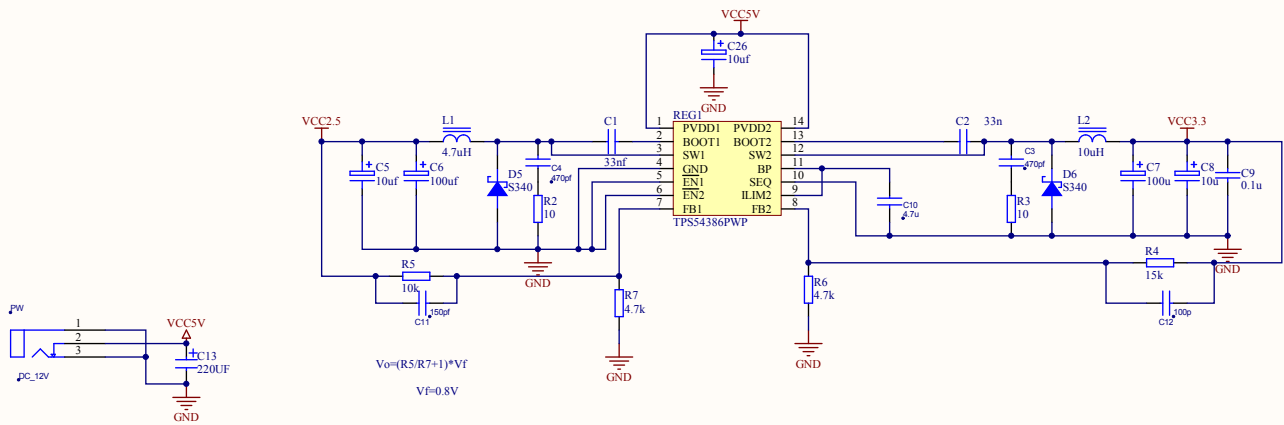 VCC5V
C26
10uf
GND
REG1
1 PVDD1 PVDD2 14
2 BOOT1 BOOT2 13
3 SW1 SW2 12
4 GND BP 11
5 EN1 SEQ 10
6 EN2 ILIM2 9
7 FB1 FB2 8
TPS54386PWP
VCC2.5
L1
4.7uH
C1
33nf
C5
10uf
C6
100uf
D5
S340
C4
470pf
R2
10
GND
R5
10k
C11
150pf
R7
4.7k
GND
C2 33n
L2
10uH
VCC3.3
C3
470pf
R3
10
D6
S340
C7
100u
C8
10u
C9
0.1u
C10
4.7u
GND
R4
15k
C12
100p
R6
4.7k
GND
PW
1
2
3
DC_12V
VCC5V
C13
220UF
GND
Vo=(R5/R7+1)*Vf
Vf=0.8V